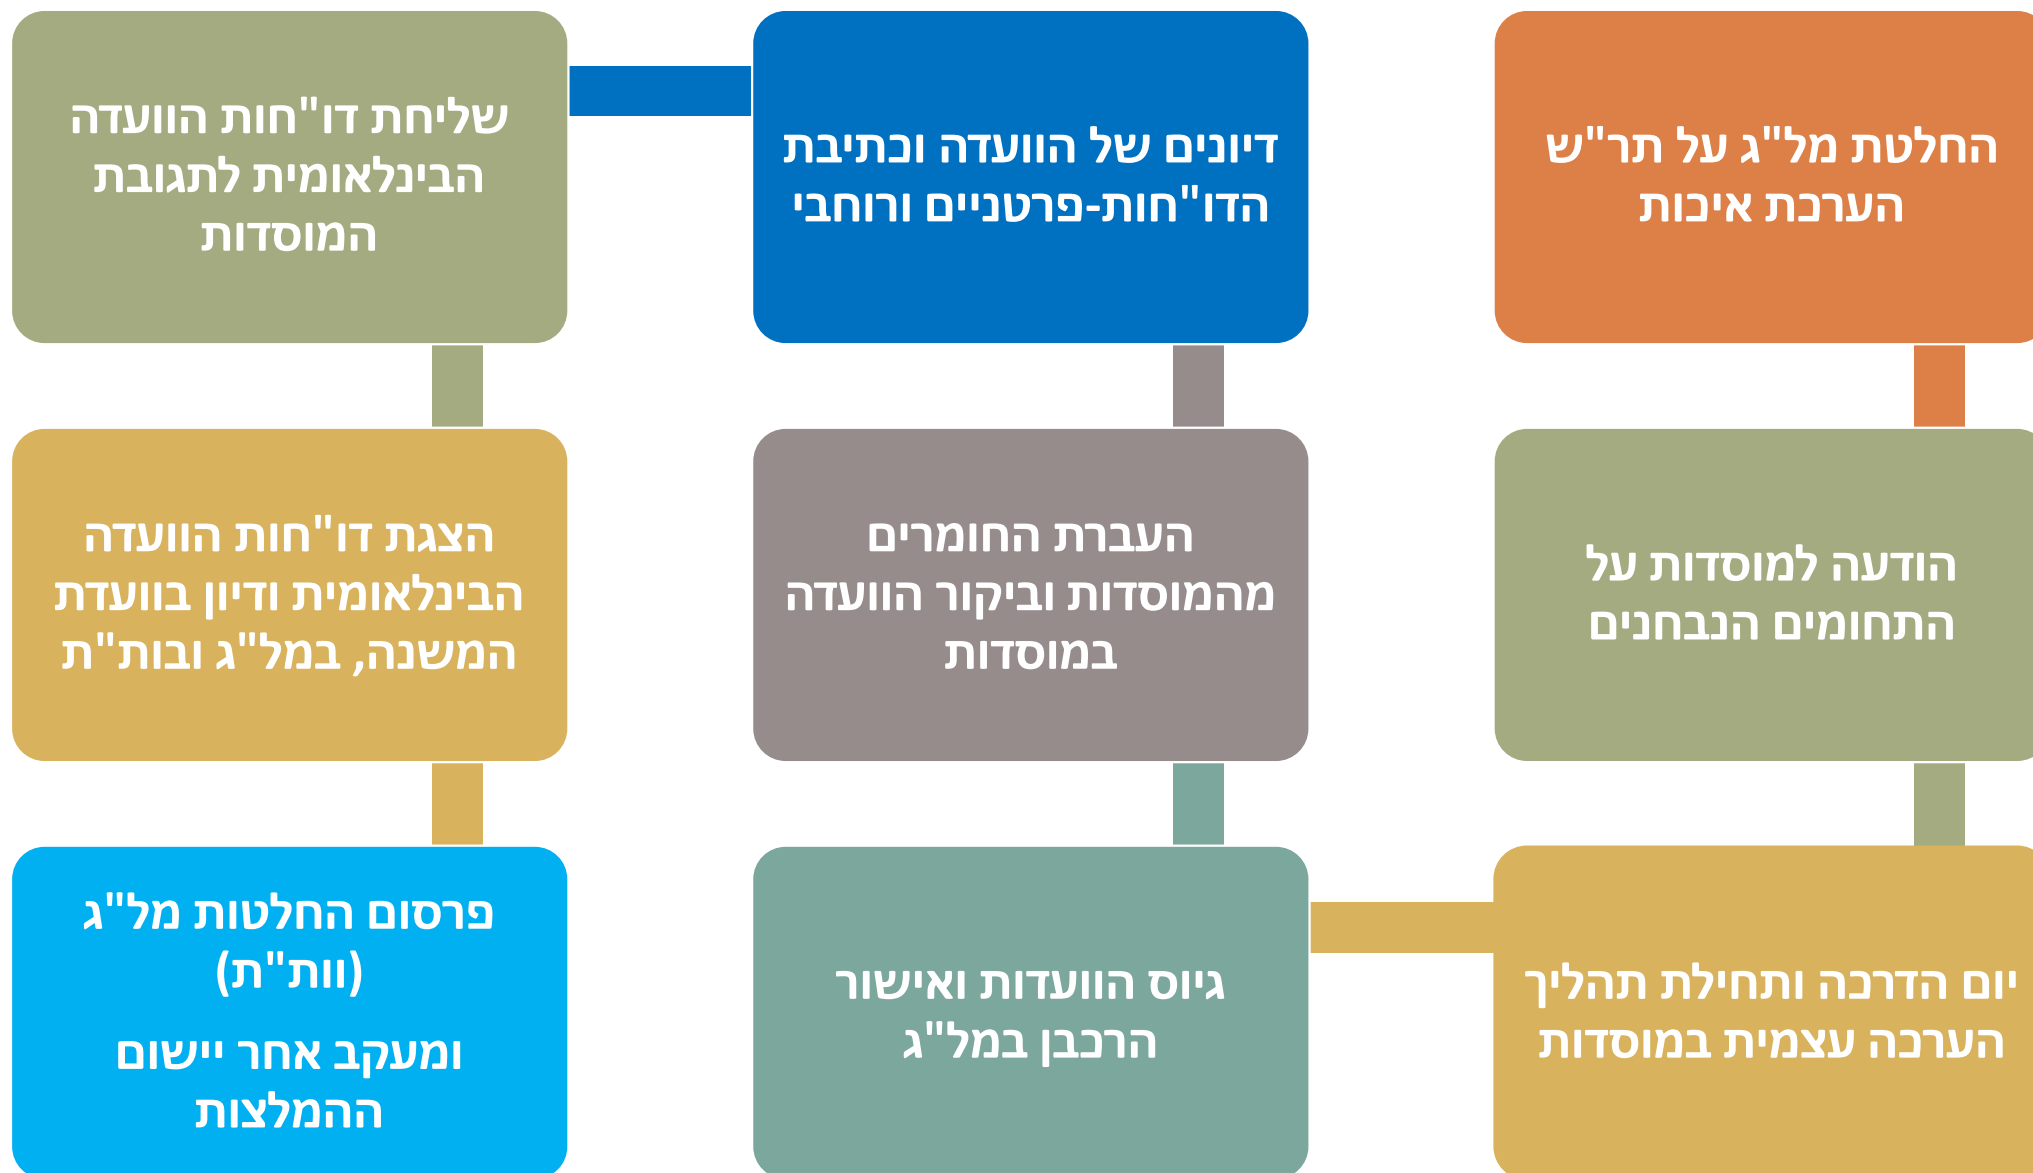 החלטת מל"ג על תר"ש
הערכת איכות
הודעה למוסדות על
התחומים הנבחנים
יום הדרכה ותחילת תהליך
הערכה עצמית במוסדות
גיוס הוועדות ואישור
הרכבן במל"ג
העברת החומרים
מהמוסדות וביקור הוועדה
במוסדות
דיונים של הוועדה וכתיבת
הדו"חות-פרטניים ורוחבי
שליחת דו"חות הוועדה
הבינלאומית לתגובת
המוסדות
הצגת דו"חות הוועדה
הבינלאומית ודיון בוועדת
המשנה, במל"ג ובות"ת
פרסום החלטות מל"ג
(וות"ת)
ומעקב אחר יישום
ההמלצות